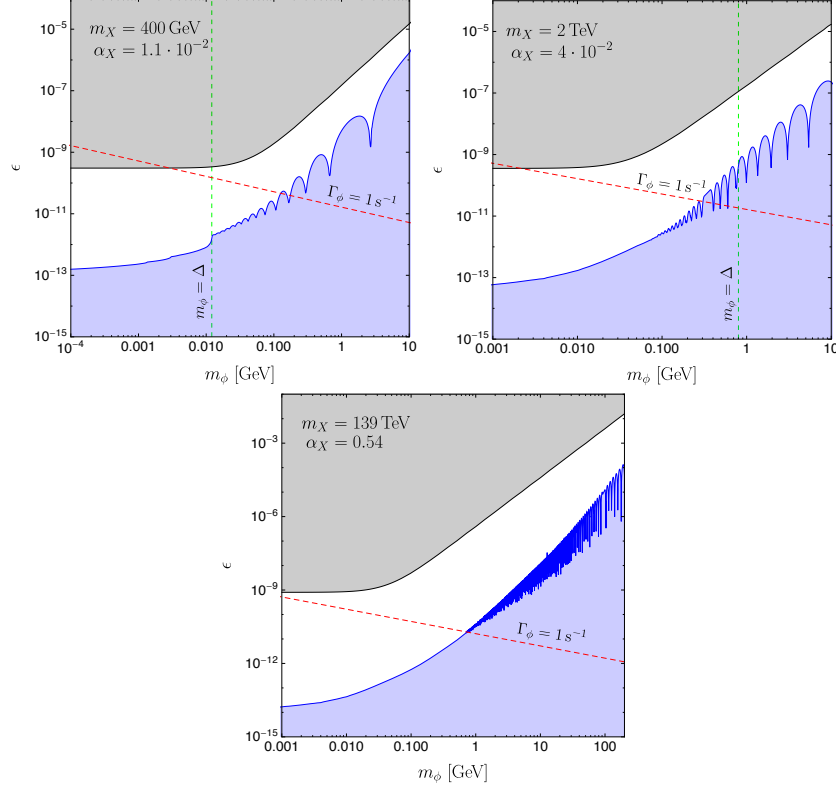 m_X = 400 GeV
α_X = 1.1 · 10^−2
Γ_ϕ = 1 s^−1
m_ϕ = Δ
ϵ
10^−5
10^−7
10^−9
10^−11
10^−13
10^−15
10^−4 0.001 0.010 0.100 1 10
m_ϕ [GeV]
m_X = 2 TeV
α_X = 4 · 10^−2
Γ_ϕ = 1 s^−1
m_ϕ = Δ
ϵ
10^−5
10^−7
10^−9
10^−11
10^−13
10^−15
0.001 0.010 0.100 1 10
m_ϕ [GeV]
m_X = 139 TeV
α_X = 0.54
Γ_ϕ = 1 s^−1
ϵ
10^−3
10^−6
10^−9
10^−12
10^−15
0.001 0.010 0.100 1 10 100
m_ϕ [GeV]